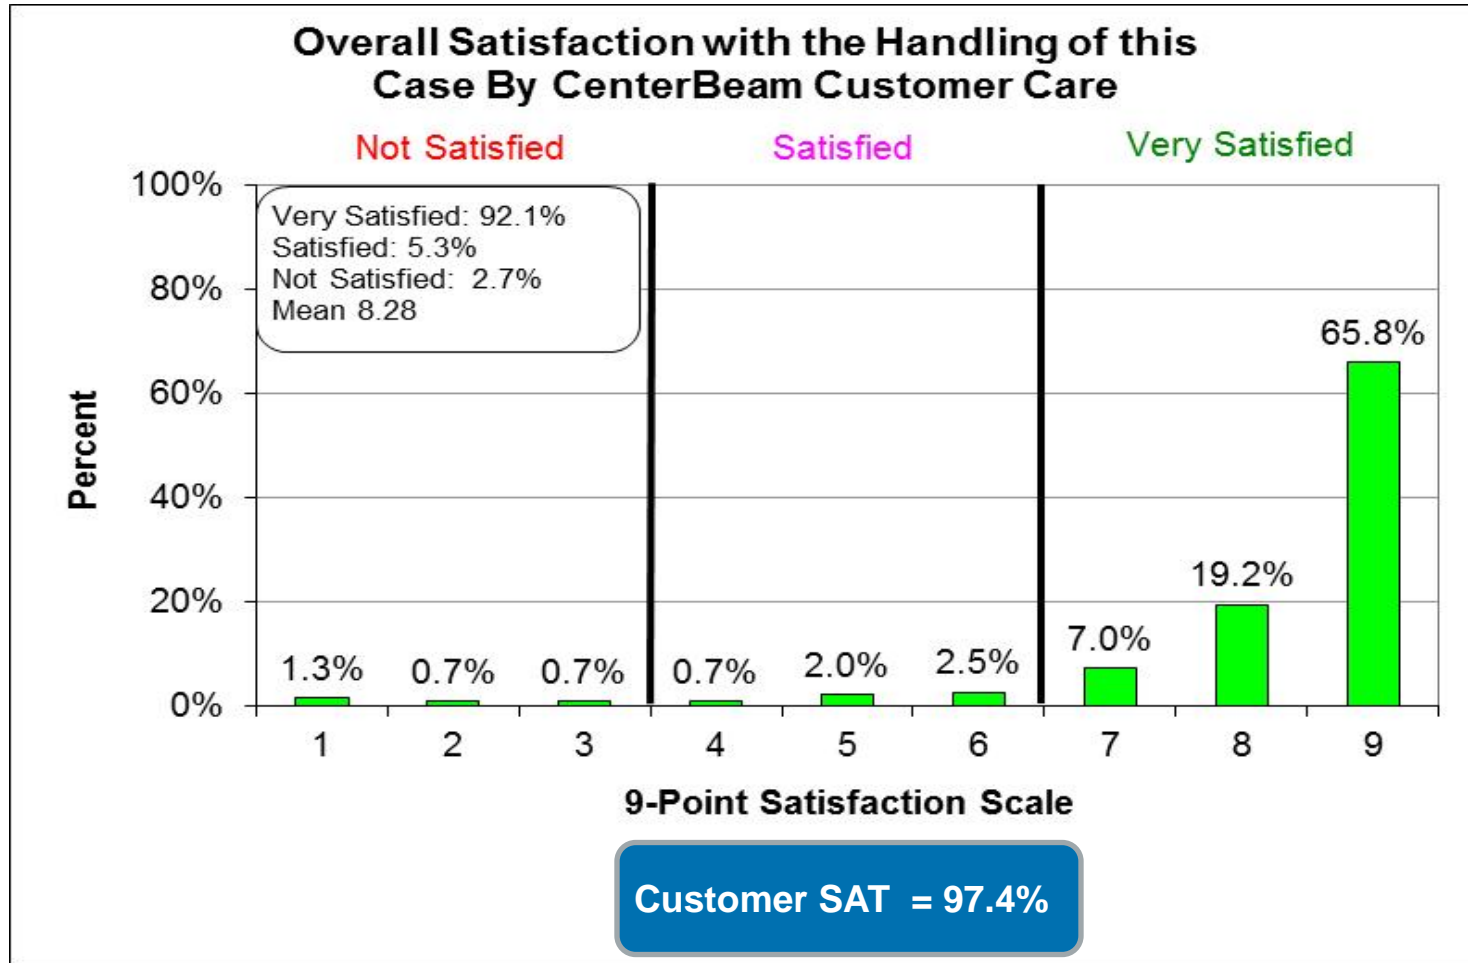 Overall Satisfaction with the Handling of this
Case By CenterBeam Customer Care
Not Satisfied
Satisfied
Very Satisfied
100%
80%
60%
40%
20%
0%
Percent
Very Satisfied: 92.1%
Satisfied: 5.3%
Not Satisfied: 2.7%
Mean 8.28
1.3%
0.7%
0.7%
0.7%
2.0%
2.5%
7.0%
19.2%
65.8%
1 2 3 4 5 6 7 8 9
9-Point Satisfaction Scale
Customer SAT = 97.4%